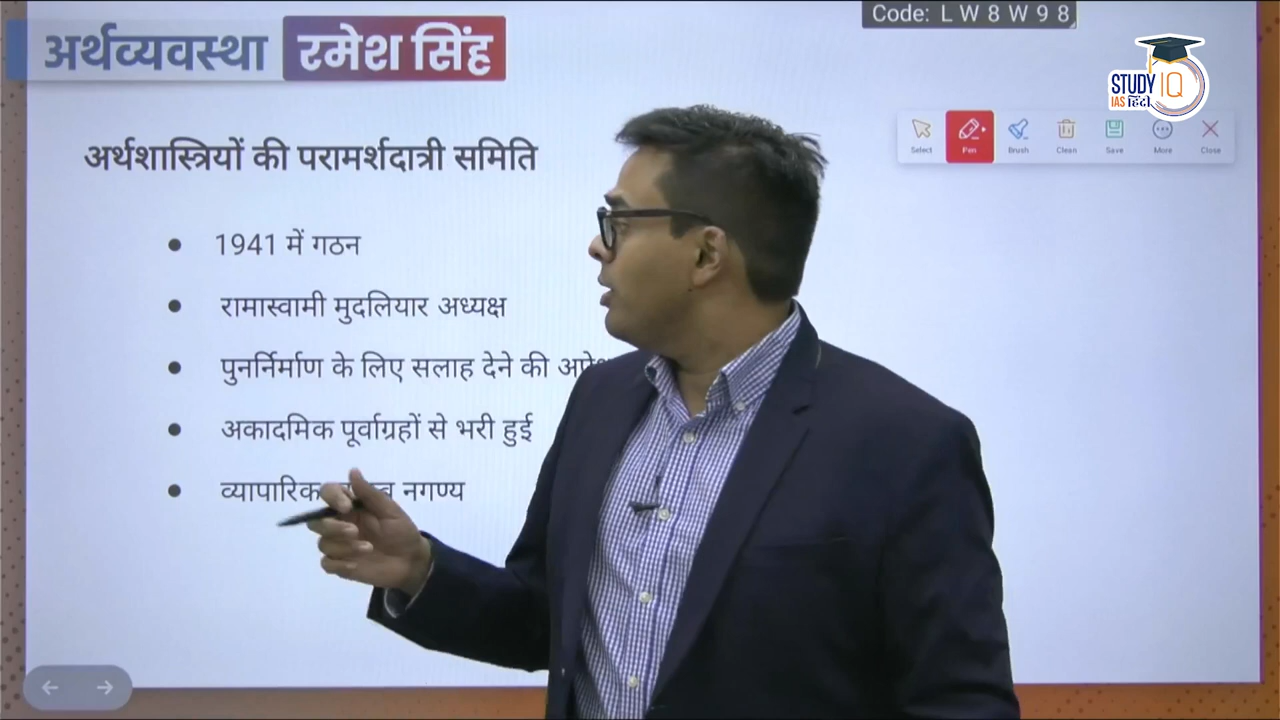 Code: L W 8 W 9 8
अर्थव्यवस्था रमेश सिंह
STUDY IQ
IAS हिंदी
Select Pen Brush Clean Save More Close
अर्थशास्त्रियों की परामर्शदात्री समिति
1941 में गठन
रामास्वामी मुदलियार अध्यक्ष
पुनर्निर्माण के लिए सलाह देने की
अकादमिक पूर्वाग्रहों से भरी हुई
व्यापारिक नगण्य